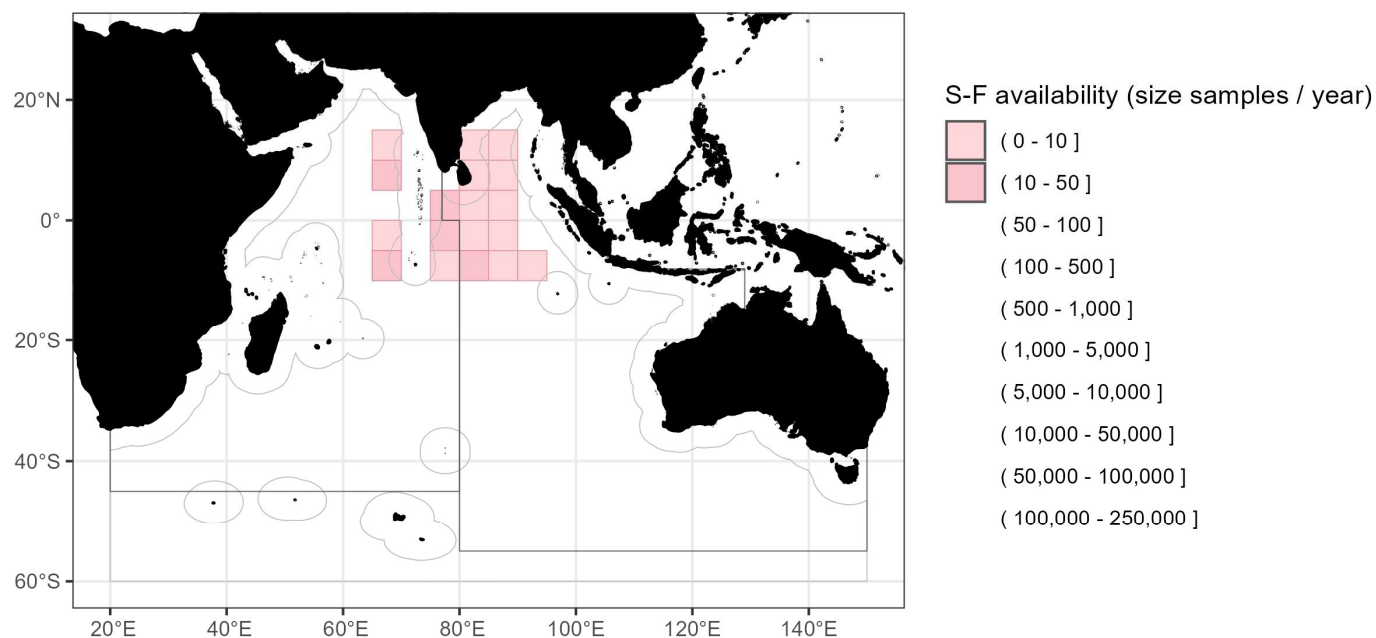 S-F availability (size samples / year)
( 0 - 10 ]
( 10 - 50 ]
( 50 - 100 ]
( 100 - 500 ]
( 500 - 1,000 ]
( 1,000 - 5,000 ]
( 5,000 - 10,000 ]
( 10,000 - 50,000 ]
( 50,000 - 100,000 ]
( 100,000 - 250,000 ]
20°N
0°
20°S
40°S
60°S
20°E 40°E 60°E 80°E 100°E 120°E 140°E